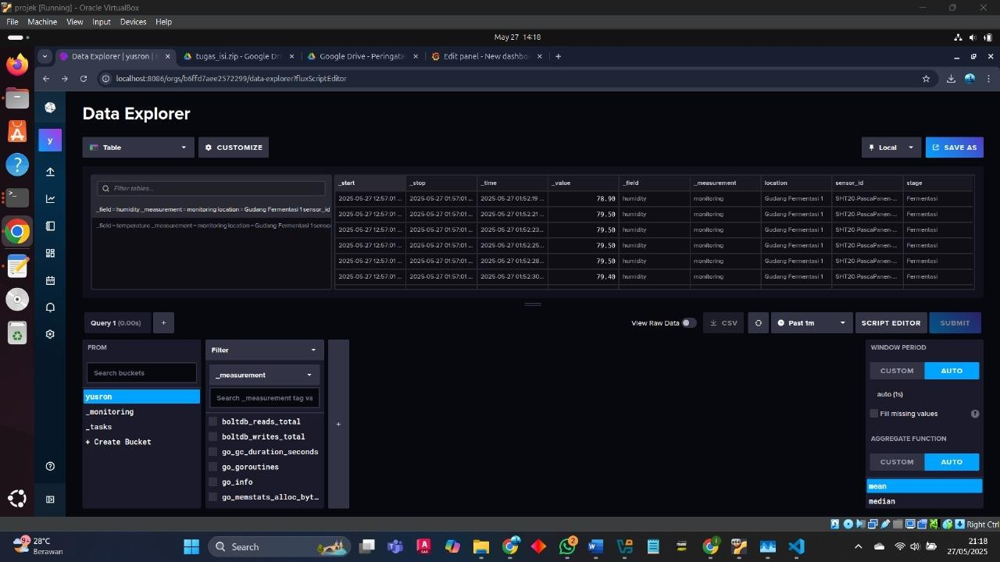 projek [Running] - Oracle VirtualBox
File Machine View Input Devices Help
May 27 14:18
Data Explorer | yusron |
tugas_isi.zip - Google Dri
Google Drive - Peringata
Edit panel - New dashbo
localhost:8086/orgs/b6ffd7aee2572299/data-explorer?fluxScriptEditor
Data Explorer
y
Table
CUSTOMIZE
Local
SAVE AS
Filter tables...
_field=humidity _measurement=monitoring location=Gudang Fermentasi 1 sensor_id
_field=temperature _measurement=monitoring location=Gudang Fermentasi 1 senso
_start _stop _time _value _field _measurement location sensor_id stage
2025-05-27 12:57:01 ... 2025-05-27 01:57:01 ... 2025-05-27 01:52:19 ... 78.90 humidity monitoring Gudang Fermentasi 1 SHT20-PascaPanen-... Fermentasi
2025-05-27 12:57:01 ... 2025-05-27 01:57:01 ... 2025-05-27 01:52:21 ... 79.50 humidity monitoring Gudang Fermentasi 1 SHT20-PascaPanen-... Fermentasi
2025-05-27 12:57:01 ... 2025-05-27 01:57:01 ... 2025-05-27 01:52:23... 79.50 humidity monitoring Gudang Fermentasi 1 SHT20-PascaPanen-... Fermentasi
2025-05-27 12:57:01 ... 2025-05-27 01:57:01 ... 2025-05-27 01:52:25... 79.50 humidity monitoring Gudang Fermentasi 1 SHT20-PascaPanen-... Fermentasi
2025-05-27 12:57:01 ... 2025-05-27 01:57:01 ... 2025-05-27 01:52:28... 79.50 humidity monitoring Gudang Fermentasi 1 SHT20-PascaPanen-... Fermentasi
2025-05-27 12:57:01 ... 2025-05-27 01:57:01 ... 2025-05-27 01:52:30... 79.40 humidity monitoring Gudang Fermentasi 1 SHT20-PascaPanen-... Fermentasi
Query 1 (0.00s)
+
View Raw Data
CSV
Past 1m
SCRIPT EDITOR
SUBMIT
FROM
Search buckets
yusron
_monitoring
_tasks
+ Create Bucket
Filter
_measurement
Search _measurement tag va
boltdb_reads_total
boltdb_writes_total
go_gc_duration_seconds
go_goroutines
go_info
go_memstats_alloc_byt...
+
WINDOW PERIOD
CUSTOM AUTO
auto (1s)
Fill missing values
?
AGGREGATE FUNCTION
CUSTOM AUTO
mean
median
Right Ctrl
9+
28°C
Berawan
Search
2
21:18
27/05/2025